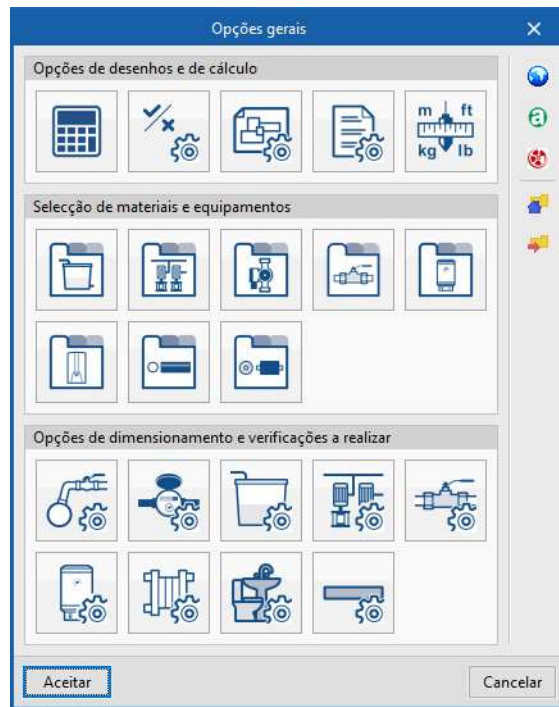 Opções gerais
Opções de desenhos e de cálculo
m ft
kg lb
Selecção de materiais e equipamentos
Opções de dimensionamento e verificações a realizar
Aceitar
Cancelar